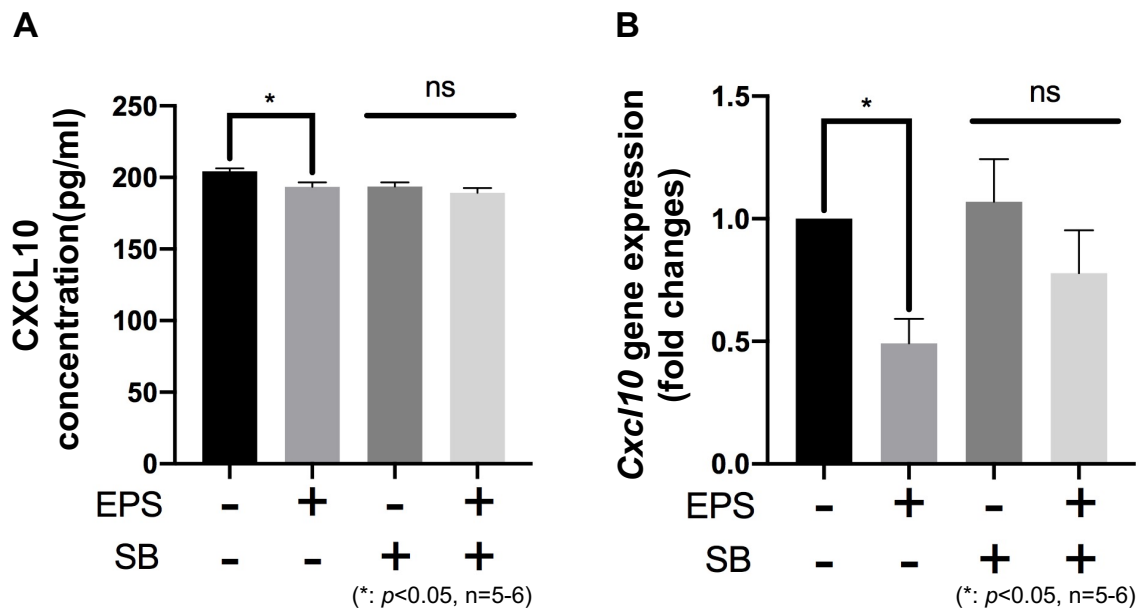 A
CXCL10
concentration(pg/ml)
250
200
150
100
50
0
*
ns
EPS - + - +
SB - - + +
(*: p<0.05, n=5-6)
B
Cxcl10 gene expression
(fold changes)
1.5
1.0
0.5
0.0
*
ns
EPS - + - +
SB - - + +
(*: p<0.05, n=5-6)